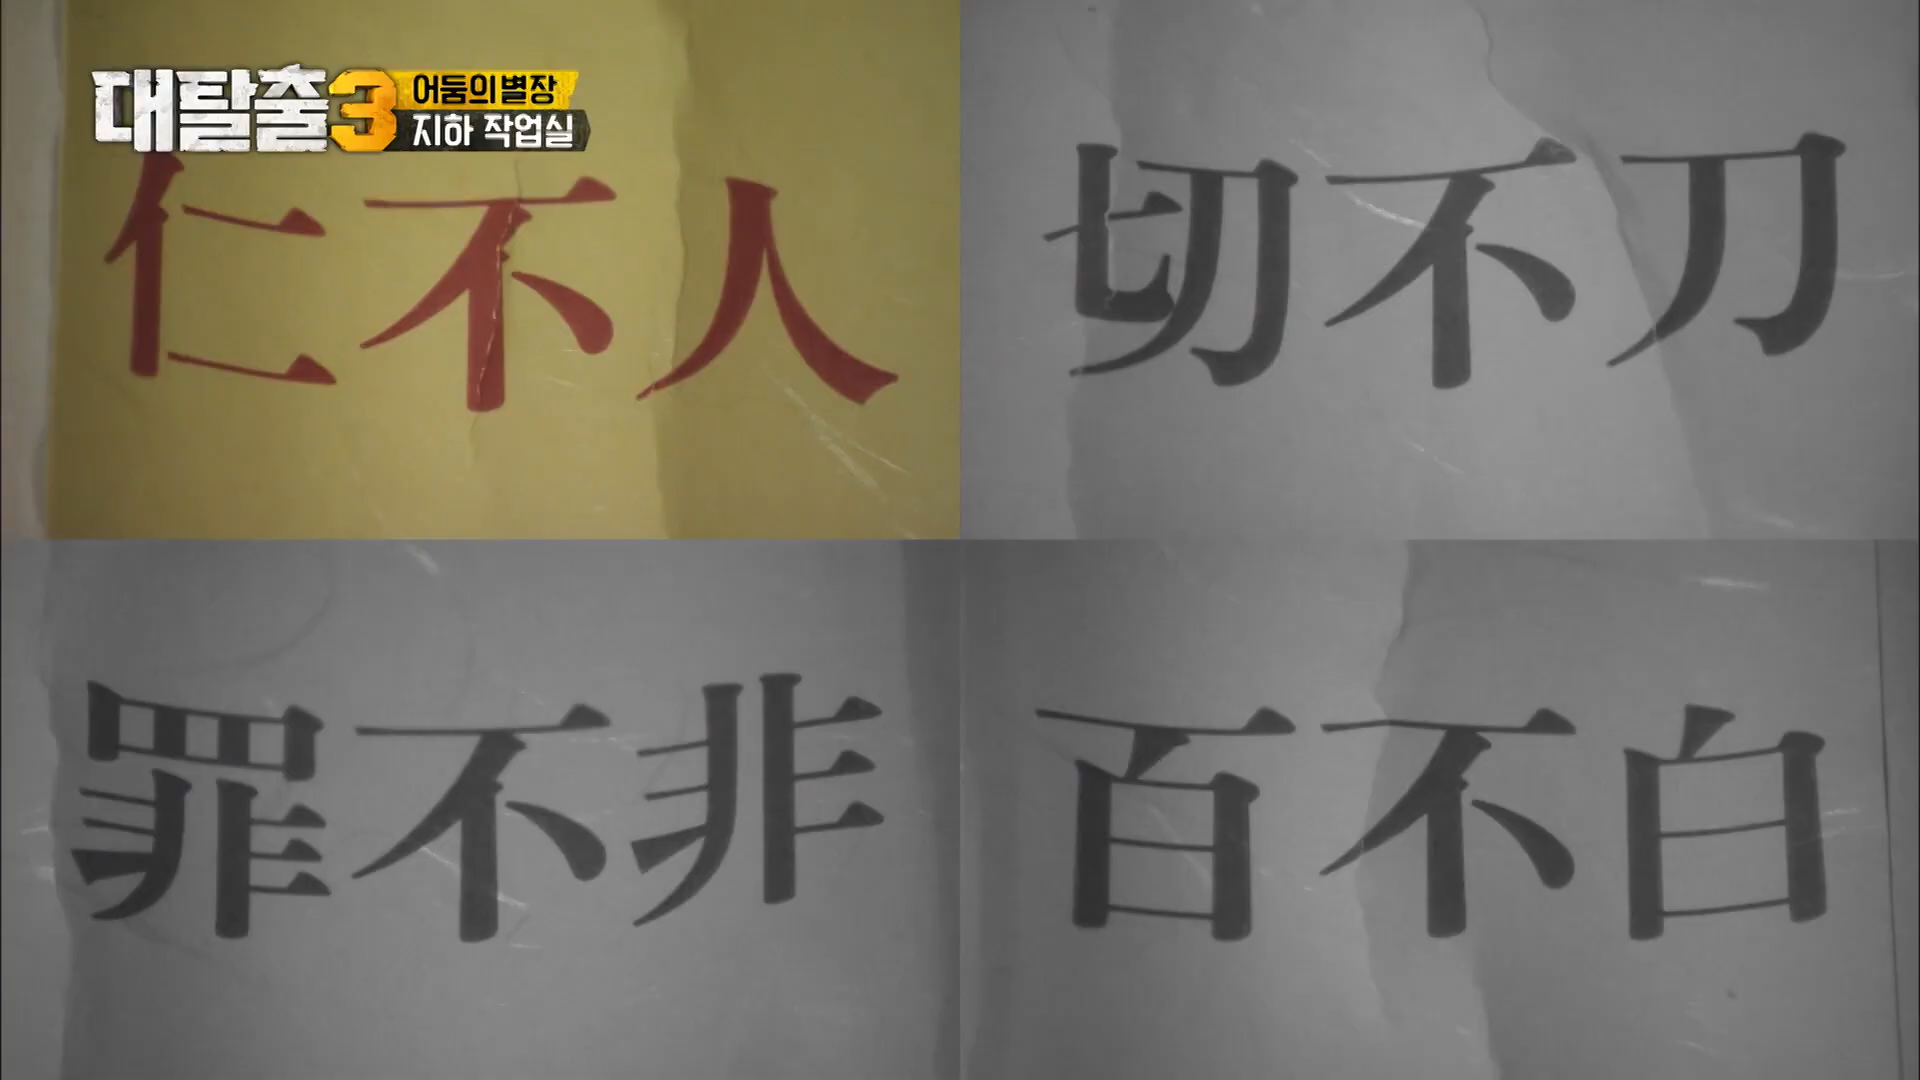 대탈출3
어둠의 별장
지하 작업실
仁不人
切不刀
罪不非
百不白